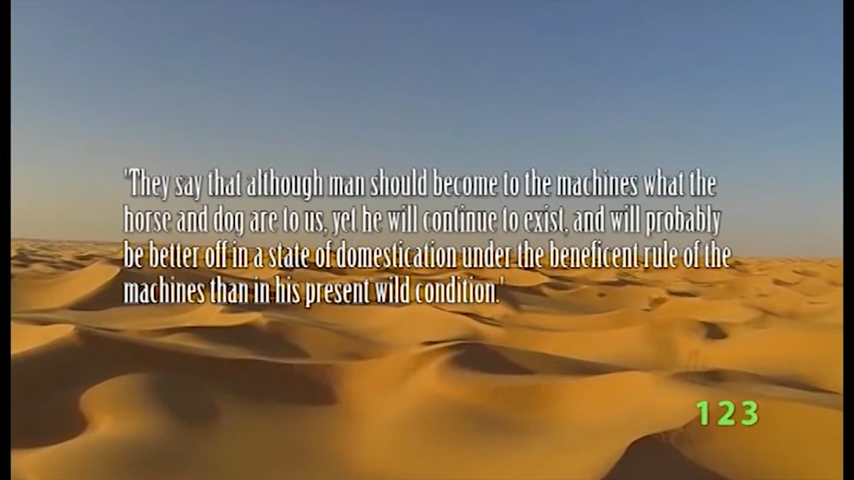 'They say that although man should become to the machines what the
horse and dog are to us, yet he will continue to exist, and will probably
be better off in a state of domestication under the beneficent rule of the
machines than in his present wild condition.'
123